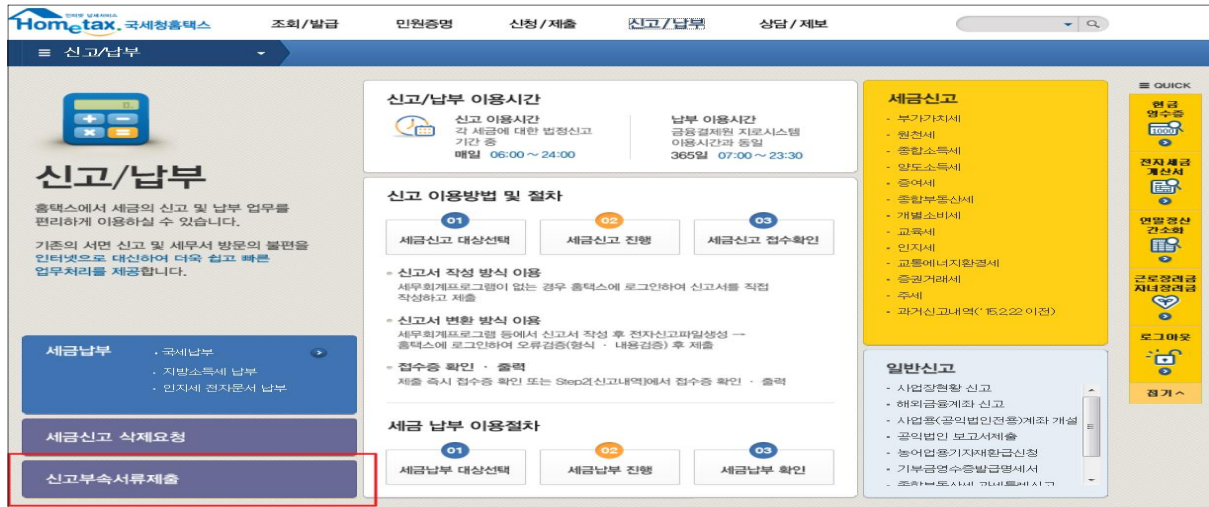 인터넷 납세서비스
Hometax. 국세청홈택스
조회/발급
민원증명
신청/제출
신고/납부
상담/제보
≡ 신고/납부
신고/납부
홈택스에서 세금의 신고 및 납부 업무를
편리하게 이용하실 수 있습니다.
기존의 서면 신고 및 세무서 방문의 불편을
인터넷으로 대신하여 더욱 쉽고 빠른
업무처리를 제공합니다.
세금납부
· 국세납부
· 지방소득세 납부
· 인지세 전자문서 납부
세금신고 삭제요청
신고부속서류제출
신고/납부 이용시간
신고 이용시간
각 세금에 대한 법정신고
기간 중
매일 06:00 ~ 24:00
납부 이용시간
금융결제원 지로시스템
이용시간과 동일
365일 07:00 ~ 23:30
신고 이용방법 및 절차
01
세금신고 대상선택
02
세금신고 진행
03
세금신고 접수확인
신고서 작성 방식 이용
세무회계프로그램이 없는 경우 홈택스에 로그인하여 신고서를 직접
작성하고 제출
신고서 변환 방식 이용
세무회계프로그램 등에서 신고서 작성 후 전자신고파일생성 →
홈택스에 로그인하여 오류검증(형식 · 내용검증) 후 제출
접수증 확인 · 출력
제출 즉시 접수증 확인 또는 Step2[신고내역]에서 접수증 확인 · 출력
세금 납부 이용절차
01
세금납부 대상선택
02
세금납부 진행
03
세금납부 확인
세금신고
- 부가가치세
- 원천세
- 종합소득세
- 양도소득세
- 증여세
- 종합부동산세
- 개별소비세
- 교육세
- 인지세
- 교통에너지환경세
- 증권거래세
- 주세
- 과거신고내역('15.2.22 이전)
일반신고
- 사업장현황 신고
- 해외금융계좌 신고
- 사업용(공익법인전용)계좌 개설
- 공익법인 보고서제출
- 농어업용기자재환급신청
- 기부금영수증발급명세서
- 종합부동산세 과세특례신고
≡ QUICK
현금
영수증
1000
전자세금
계산서
연말정산
간소화
근로장려금
자녀장려금
로그아웃
접기 ^